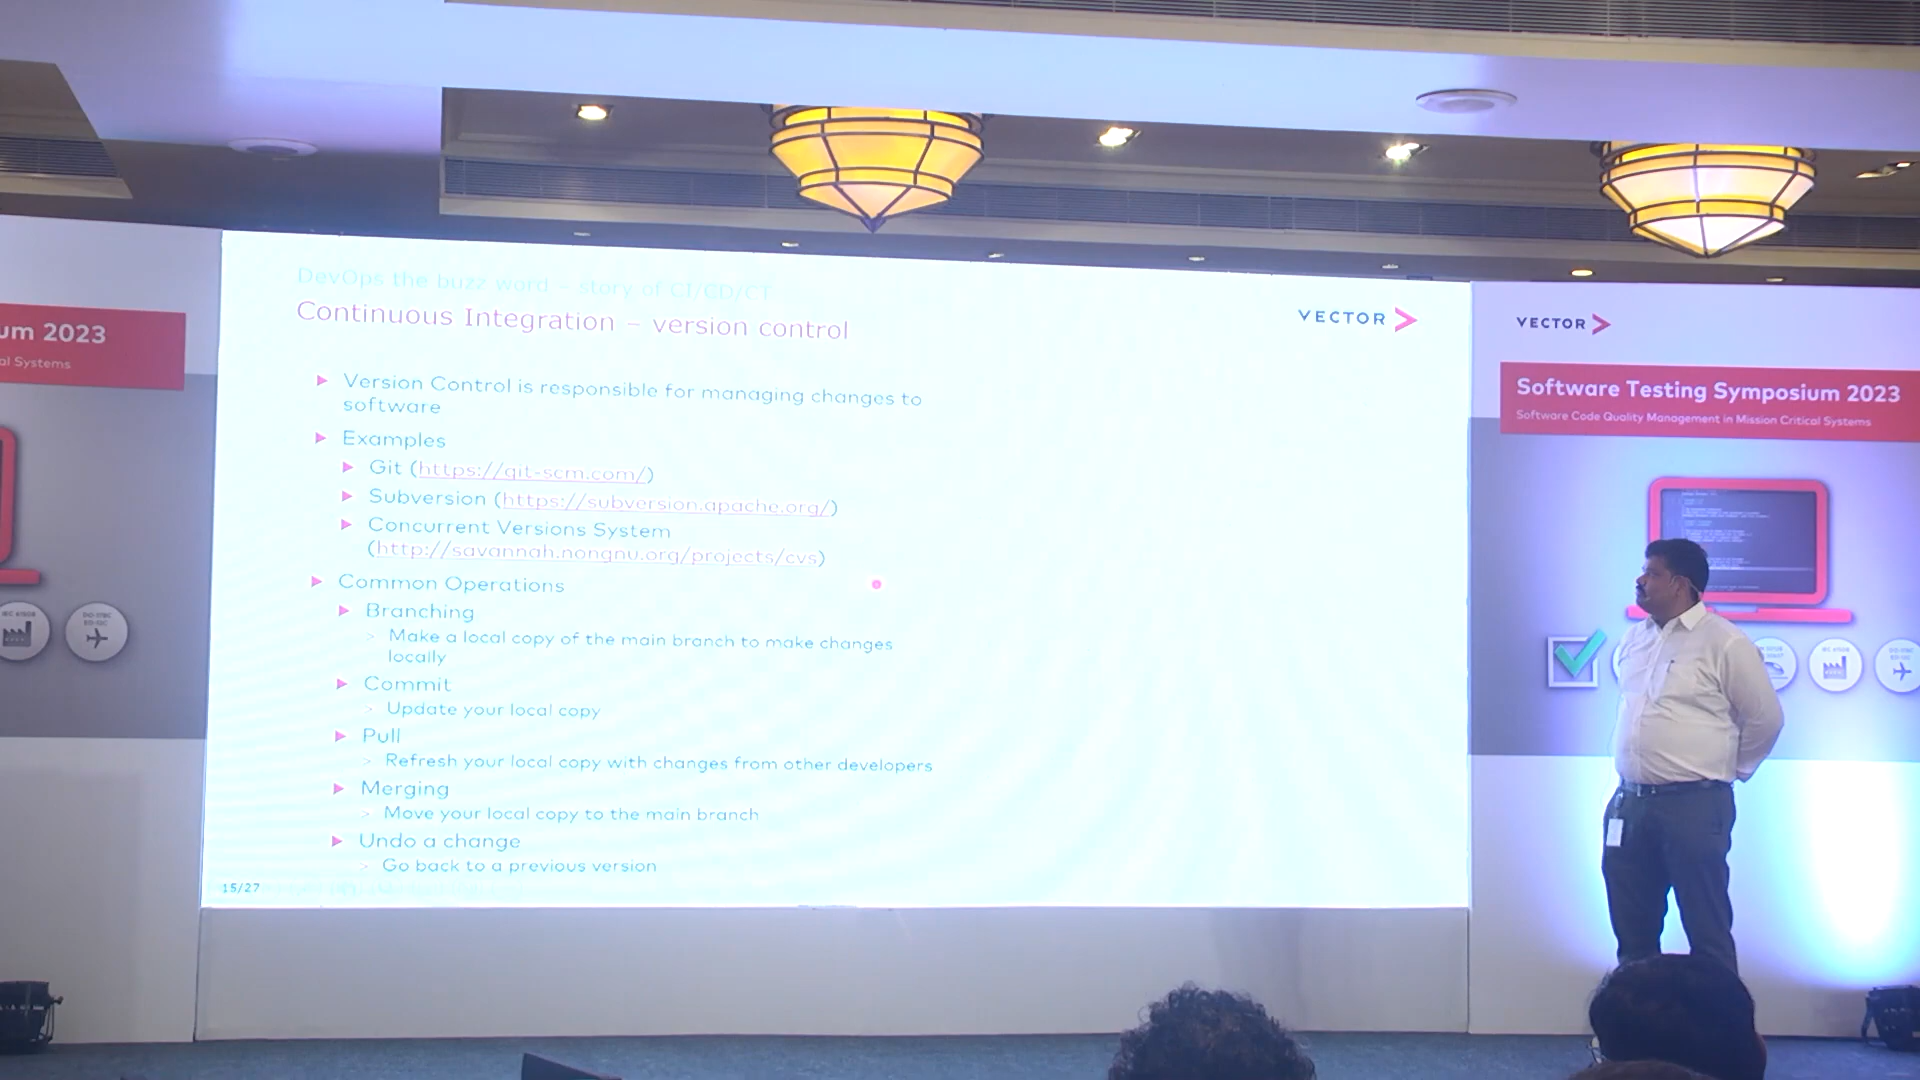 DevOps the buzz word – story of CI/CD/CT
Continuous Integration – version control
VECTOR
Version Control is responsible for managing changes to
software
Examples
Git (https://git-scm.com/)
Subversion (https://subversion.apache.org/)
Concurrent Versions System
(http://savannah.nongnu.org/projects/cvs)
Common Operations
Branching
> Make a local copy of the main branch to make changes
locally
Commit
> Update your local copy
Pull
> Refresh your local copy with changes from other developers
Merging
> Move your local copy to the main branch
Undo a change
> Go back to a previous version
15/27
um 2023
al Systems
VECTOR
Software Testing Symposium 2023
Software Code Quality Management in Mission Critical Systems